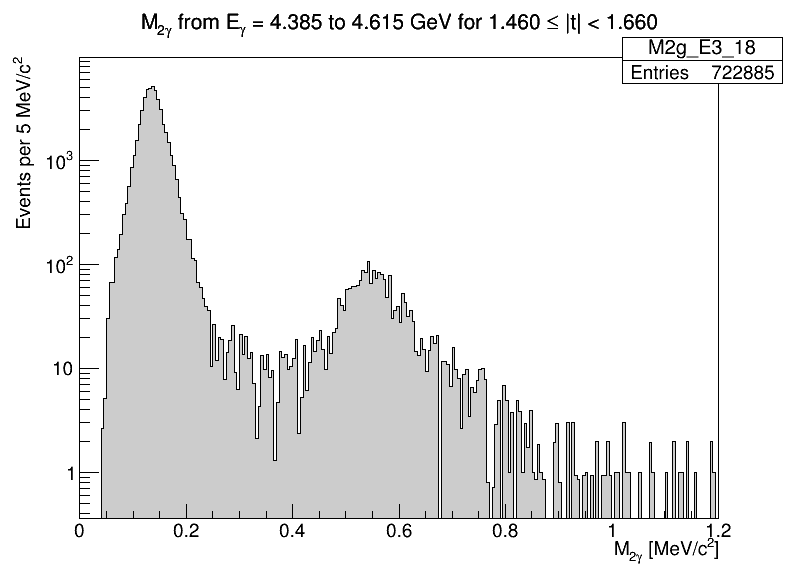 M₂γ from Eγ = 4.385 to 4.615 GeV for 1.460 ≤ |t| < 1.660
M2g_E3_18
Entries 722885
Events per 5 MeV/c²
10³
10²
10
1
0 0.2 0.4 0.6 0.8 1 1.2
M₂γ [MeV/c²]